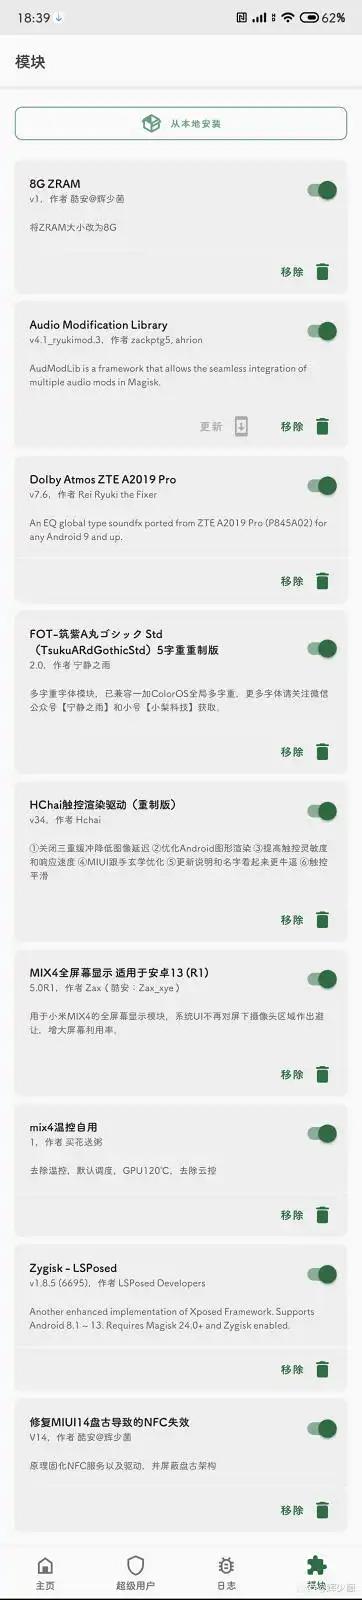 18:39
62%
模块
从本地安装
8G ZRAM
v1，作者 酷安@辉少菌
将ZRAM大小改为8G
移除
Audio Modification Library
v4.1_ryukimod.3，作者 zackptg5, ahrion
AudModLib is a framework that allows the seamless integration of
multiple audio mods in Magisk.
更新 移除
Dolby Atmos ZTE A2019 Pro
v7.6，作者 Rei Ryuki the Fixer
An EQ global type soundfx ported from ZTE A2019 Pro (P845A02) for
any Android 9 and up.
移除
FOT-筑紫A丸ゴシック Std
（TsukuARdGothicStd）5字重重制版
2.0，作者 宁静之雨
多字重字体模块，已兼容一加ColorOS全局多字重，更多字体请关注微信
公众号【宁静之雨】和小号【小梨科技】获取。
移除
HChai触控渲染驱动（重制版）
v34，作者 Hchai
①关闭三重缓冲降低图像延迟 ②优化Android图形渲染 ③提高触控灵敏度
和响应速度 ④MIUI跟手玄学优化 ⑤更新说明和名字看起来更牛逼 ⑥触控
平滑
移除
MIX4全屏幕显示 适用于安卓13 (R1)
5.0R1，作者 Zax（酷安：Zax_xye）
用于小米MIX4的全屏幕显示模块，系统UI不再对屏下摄像头区域作出避
让，增大屏幕利用率。
移除
mix4温控自用
1，作者 买花送粥
去除温控，默认调度，GPU120℃，去除云控
移除
Zygisk - LSPosed
v1.8.5 (6695)，作者 LSPosed Developers
Another enhanced implementation of Xposed Framework. Supports
Android 8.1 ~ 13. Requires Magisk 24.0+ and Zygisk enabled.
移除
修复MIUI14盘古导致的NFC失效
V14，作者 酷安@辉少菌
原理固化NFC服务以及驱动，并屏蔽盘古架构
移除
主页 超级用户 日志 模块